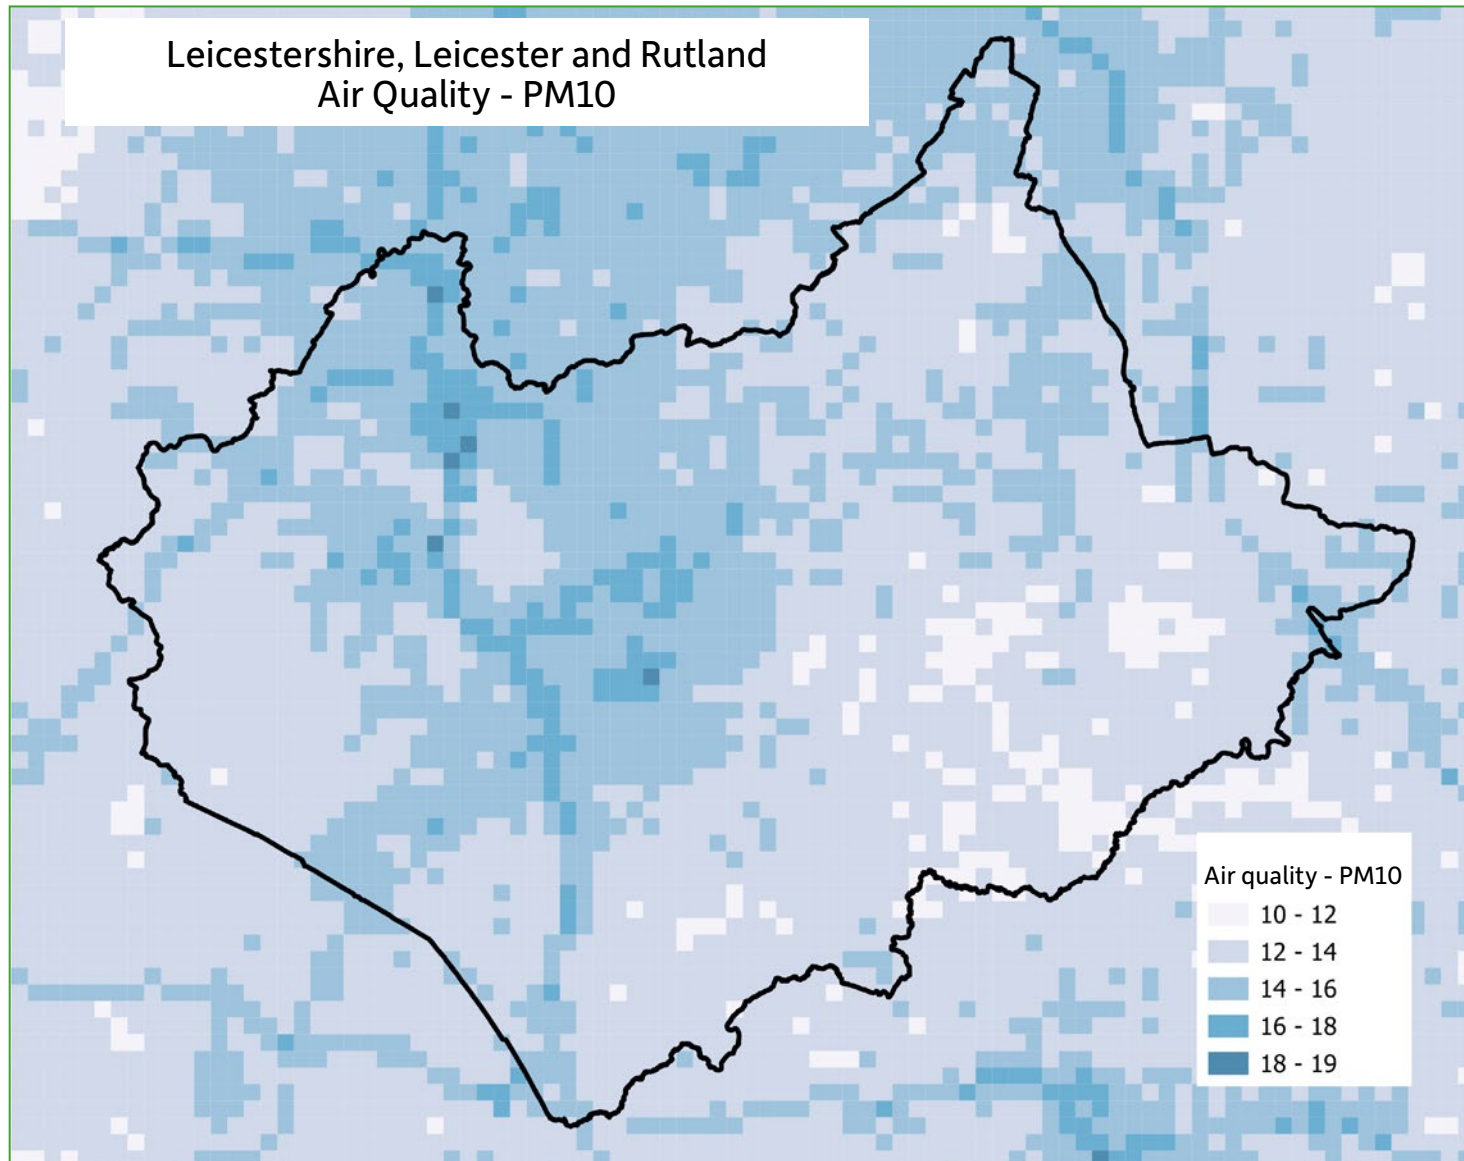 Leicestershire, Leicester and Rutland
Air Quality - PM10
Air quality - PM10
10 - 12
12 - 14
14 - 16
16 - 18
18 - 19